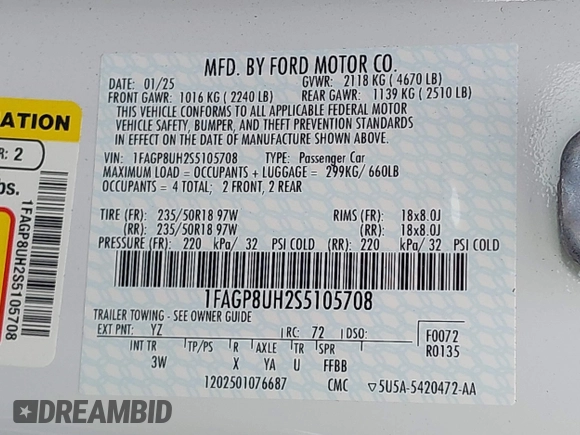 MFD. BY FORD MOTOR CO.
DATE: 01/25 GVWR: 2118 KG ( 4670 LB)
FRONT GAWR: 1016 KG ( 2240 LB) REAR GAWR: 1139 KG ( 2510 LB)
THIS VEHICLE CONFORMS TO ALL APPLICABLE FEDERAL MOTOR
VEHICLE SAFETY, BUMPER, AND THEFT PREVENTION STANDARDS
IN EFFECT ON THE DATE OF MANUFACTURE SHOWN ABOVE.
VIN: 1FAGP8UH2S5105708 TYPE: Passenger Car
MAXIMUM LOAD = OCCUPANTS + LUGGAGE = 299KG/ 660LB
OCCUPANTS = 4 TOTAL; 2 FRONT, 2 REAR
TIRE (FR): 235/50R18 97W RIMS (FR): 18x8.0J
(RR): 235/50R18 97W (RR): 18x8.0J
PRESSURE (FR): 220 kPa/ 32 PSI COLD (RR): 220 kPa/ 32 PSI COLD
1FAGP8UH2S5105708
TRAILER TOWING - SEE OWNER GUIDE
EXT PNT: YZ RC: 72 DSO: F0072
R0135
INT TR TP/PS R AXLE TR SPR
3W X YA U FFBB
1202501076687 CMC ▽5U5A-5420472-AA
ATION
R: 2
bs.
1FAGP8UH2S5105708
DREAMBID